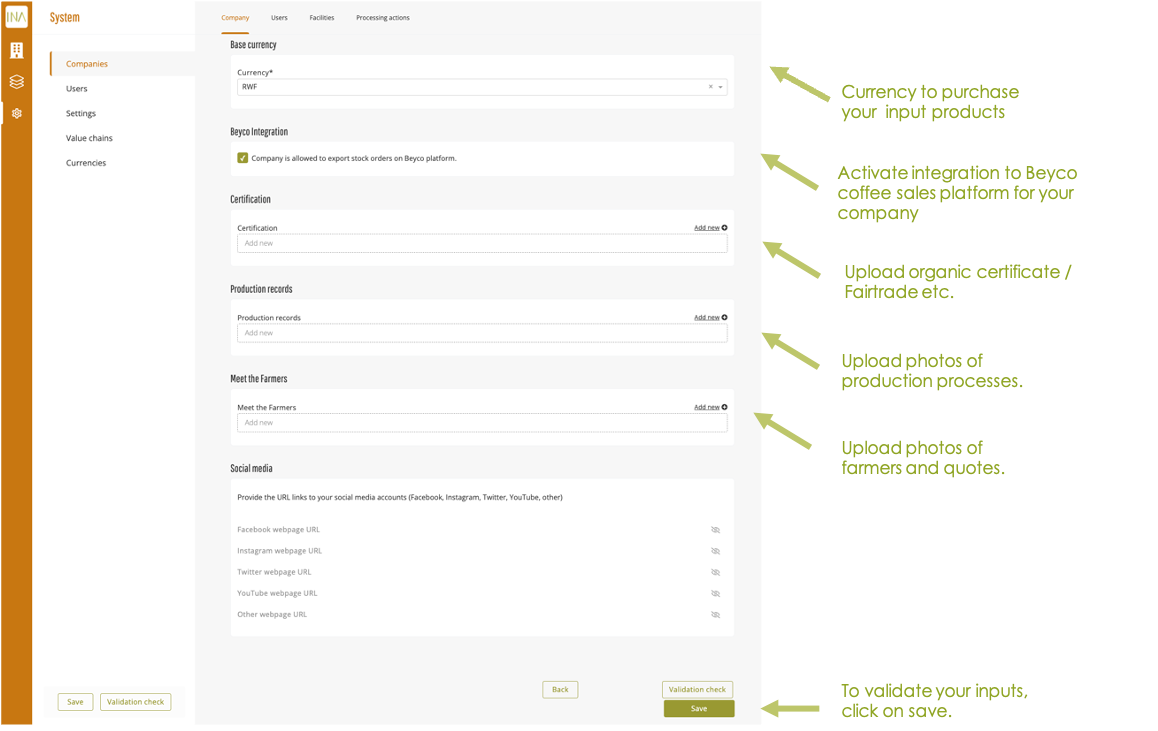 INA
System
Company
Users
Facilities
Processing actions
Companies
Users
Settings
Value chains
Currencies
Base currency
Currency*
RWF
Beyco Integration
Company is allowed to export stock orders on Beyco platform.
Certification
Certification
Add new
Add new
Production records
Production records
Add new
Add new
Meet the Farmers
Meet the Farmers
Add new
Add new
Social media
Provide the URL links to your social media accounts (Facebook, Instagram, Twitter, YouTube, other)
Facebook webpage URL
Instagram webpage URL
Twitter webpage URL
YouTube webpage URL
Other webpage URL
Save
Validation check
Back
Validation check
Save
Currency to purchase
your input products
Activate integration to Beyco
coffee sales platform for your
company
Upload organic certificate /
Fairtrade etc.
Upload photos of
production processes.
Upload photos of
farmers and quotes.
To validate your inputs,
click on save.